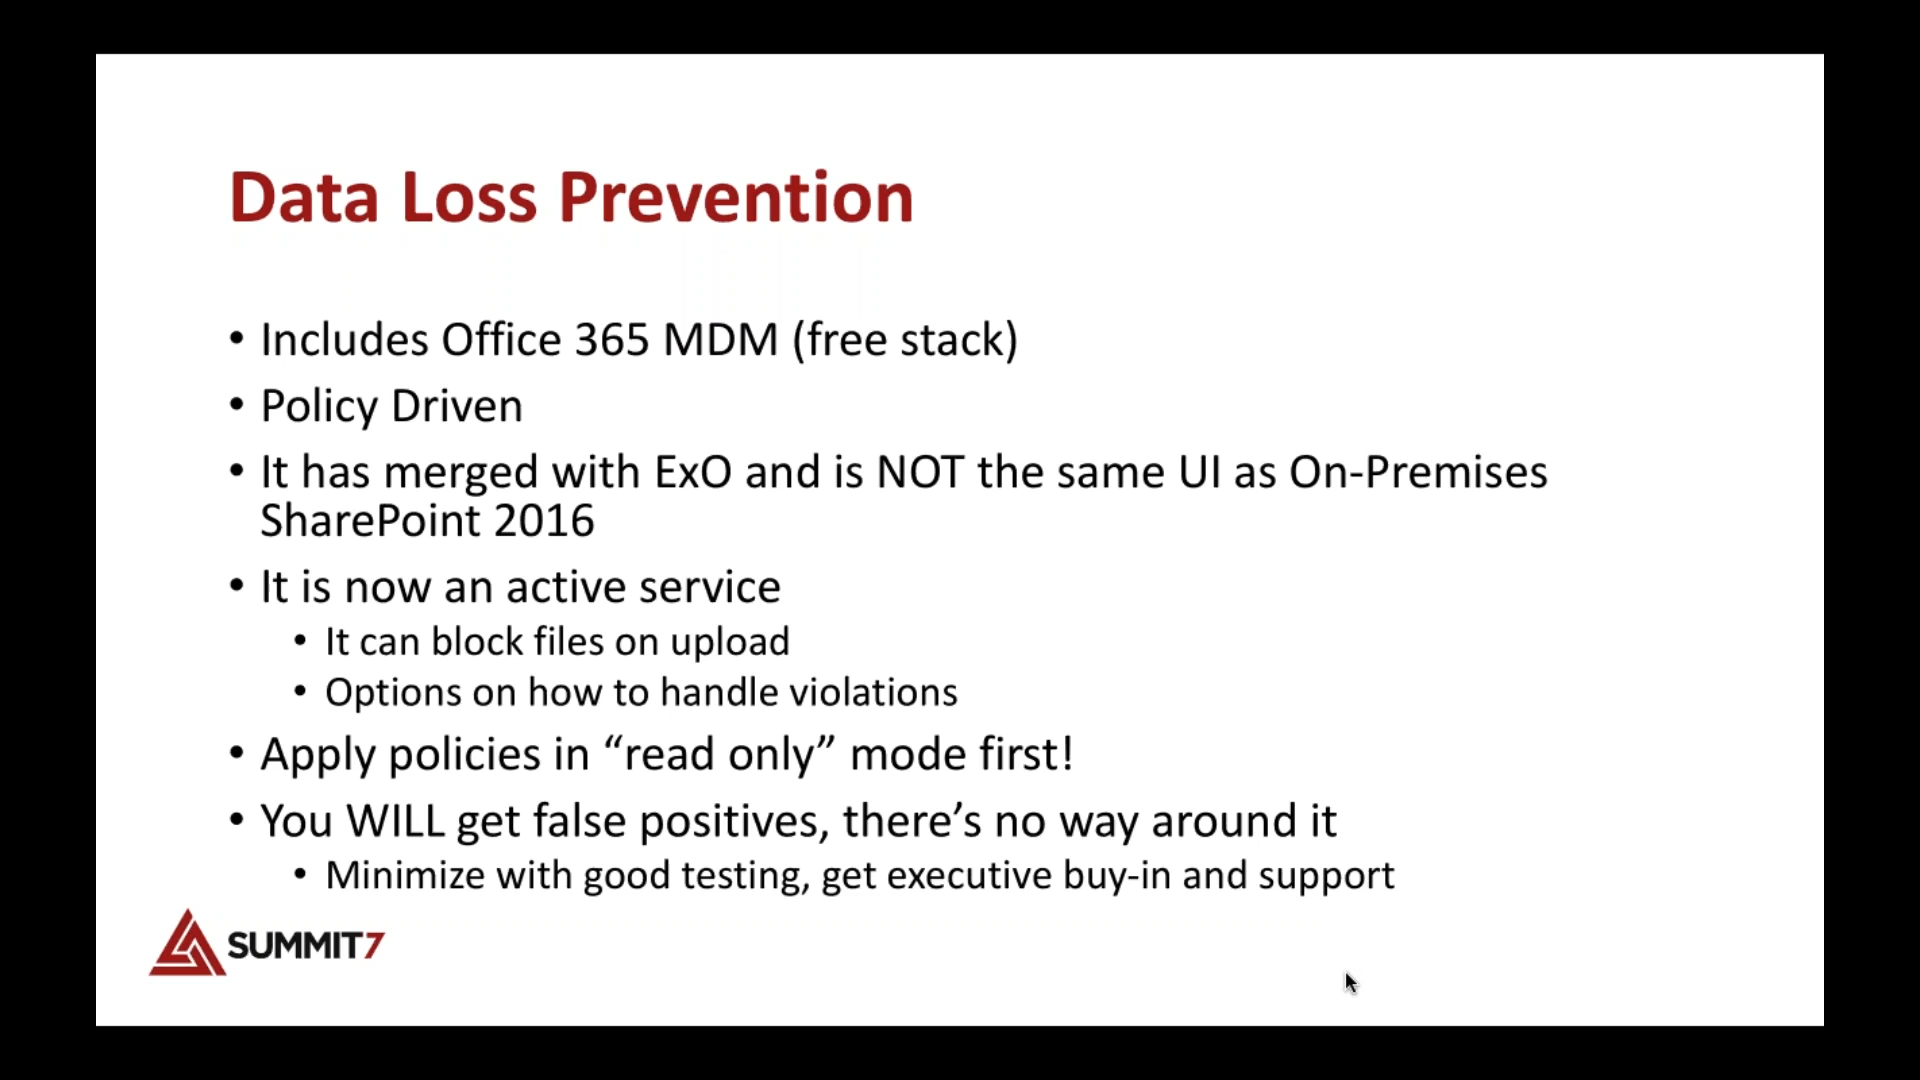 Data Loss Prevention
• Includes Office 365 MDM (free stack)
• Policy Driven
• It has merged with ExO and is NOT the same UI as On-Premises
SharePoint 2016
• It is now an active service
• It can block files on upload
• Options on how to handle violations
• Apply policies in “read only” mode first!
• You WILL get false positives, there’s no way around it
• Minimize with good testing, get executive buy-in and support
SUMMIT7